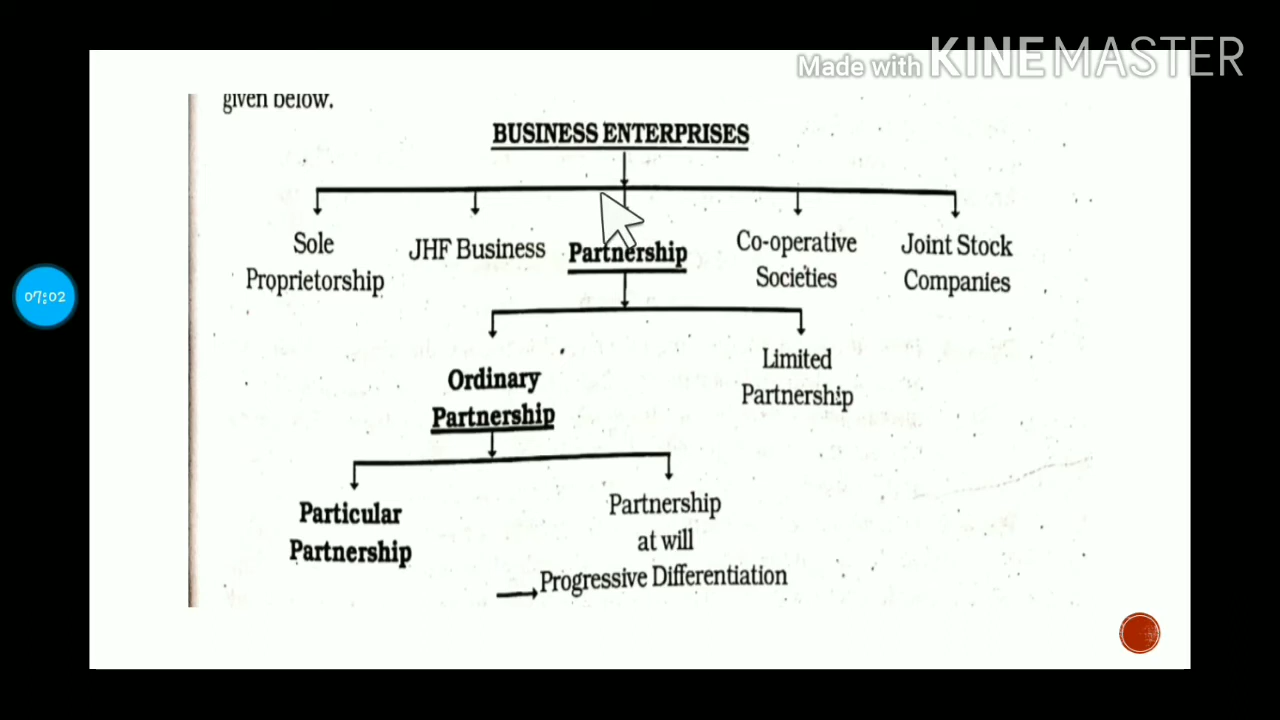 Made with KINEMASTER
given below.
BUSINESS ENTERPRISES
Sole
Proprietorship
JHF Business
Partnership
Co-operative
Societies
Joint Stock
Companies
Ordinary
Partnership
Limited
Partnership
Particular
Partnership
Partnership
at will
Progressive Differentiation
07:02